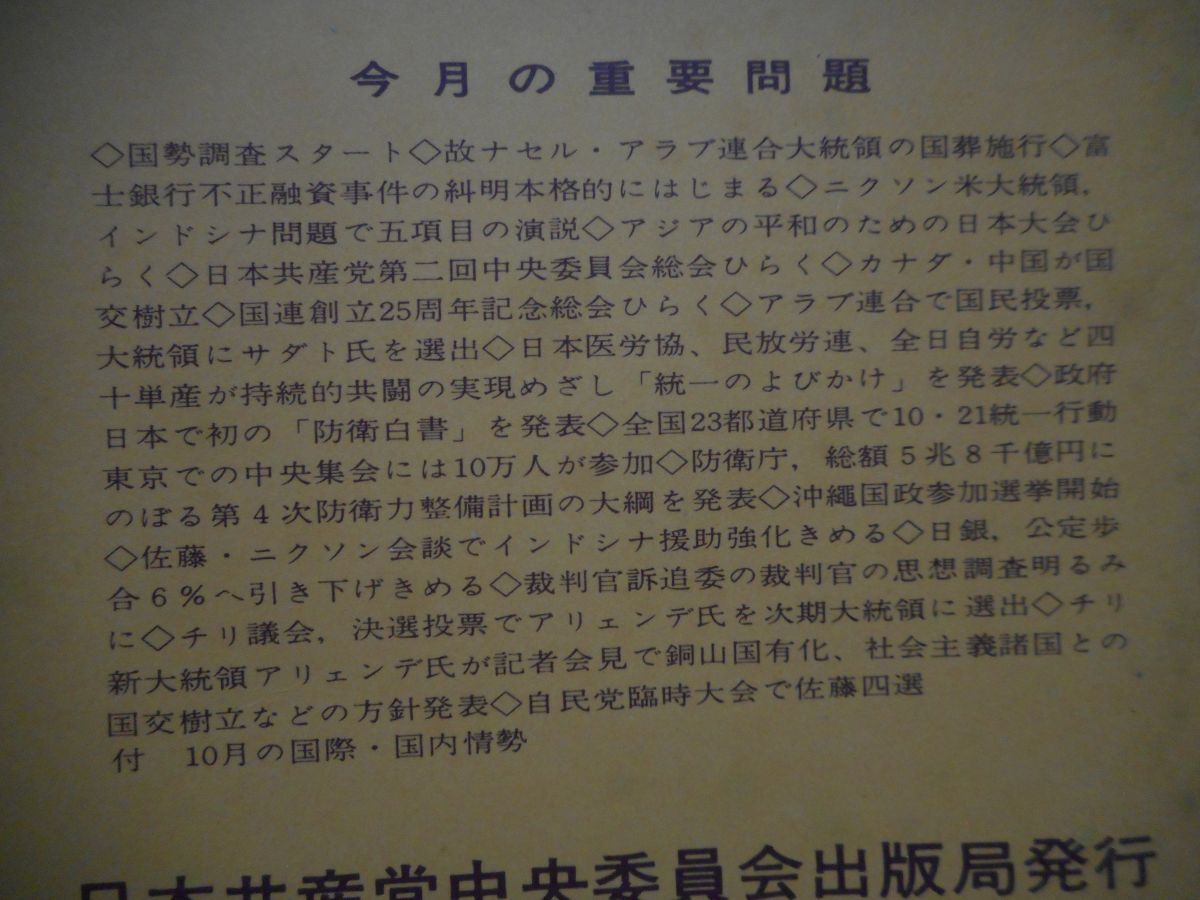 今月の重要問題
◇国勢調査スタート◇故ナセル・アラブ連合大統領の国葬施行◇富
士銀行不正融資事件の糾明本格的にはじまる◇ニクソン米大統領，
インドシナ問題で五項目の演説◇アジアの平和のための日本大会ひ
らく◇日本共産党第二回中央委員会総会ひらく◇カナダ・中国が国
交樹立◇国連創立25周年記念総会ひらく◇アラブ連合で国民投票，
大統領にサダト氏を選出◇日本医労協、民放労連、全日自労など四
十単産が持続的共闘の実現めざし「統一のよびかけ」を発表◇政府
日本で初の「防衛白書」を発表◇全国23都道府県で10・21統一行動
東京での中央集会には10万人が参加◇防衛庁，総額5兆8千億円に
のぼる第4次防衛力整備計画の大綱を発表◇沖縄国政参加選挙開始
◇佐藤・ニクソン会談でインドシナ援助強化きめる◇日銀，公定歩
合6％へ引き下げきめる◇裁判官訴追委の裁判官の思想調査明るみ
に◇チリ議会，決選投票でアリェンデ氏を次期大統領に選出◇チリ
新大統領アリェンデ氏が記者会見で銅山国有化、社会主義諸国との
国交樹立などの方針発表◇自民党臨時大会で佐藤四選
付　10月の国際・国内情勢
日本共産党中央委員会出版局発行